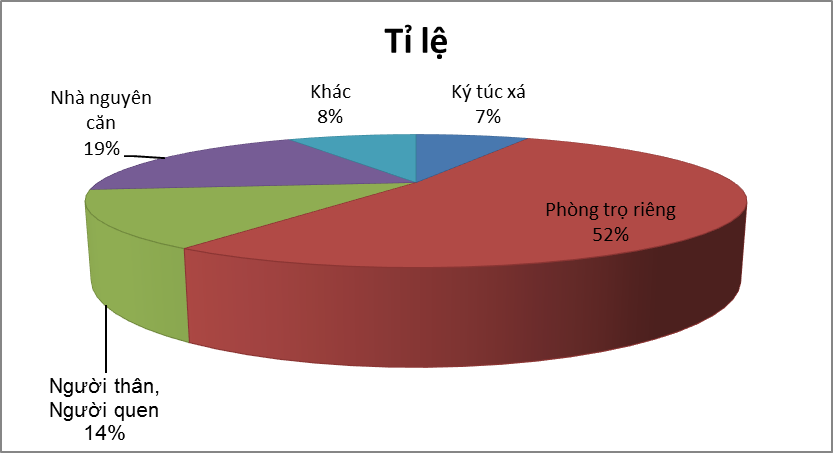 Tỉ lệ
Khác
8%
Ký túc xá
7%
Nhà nguyên
căn
19%
Phòng trọ riêng
52%
Người thân,
Người quen
14%